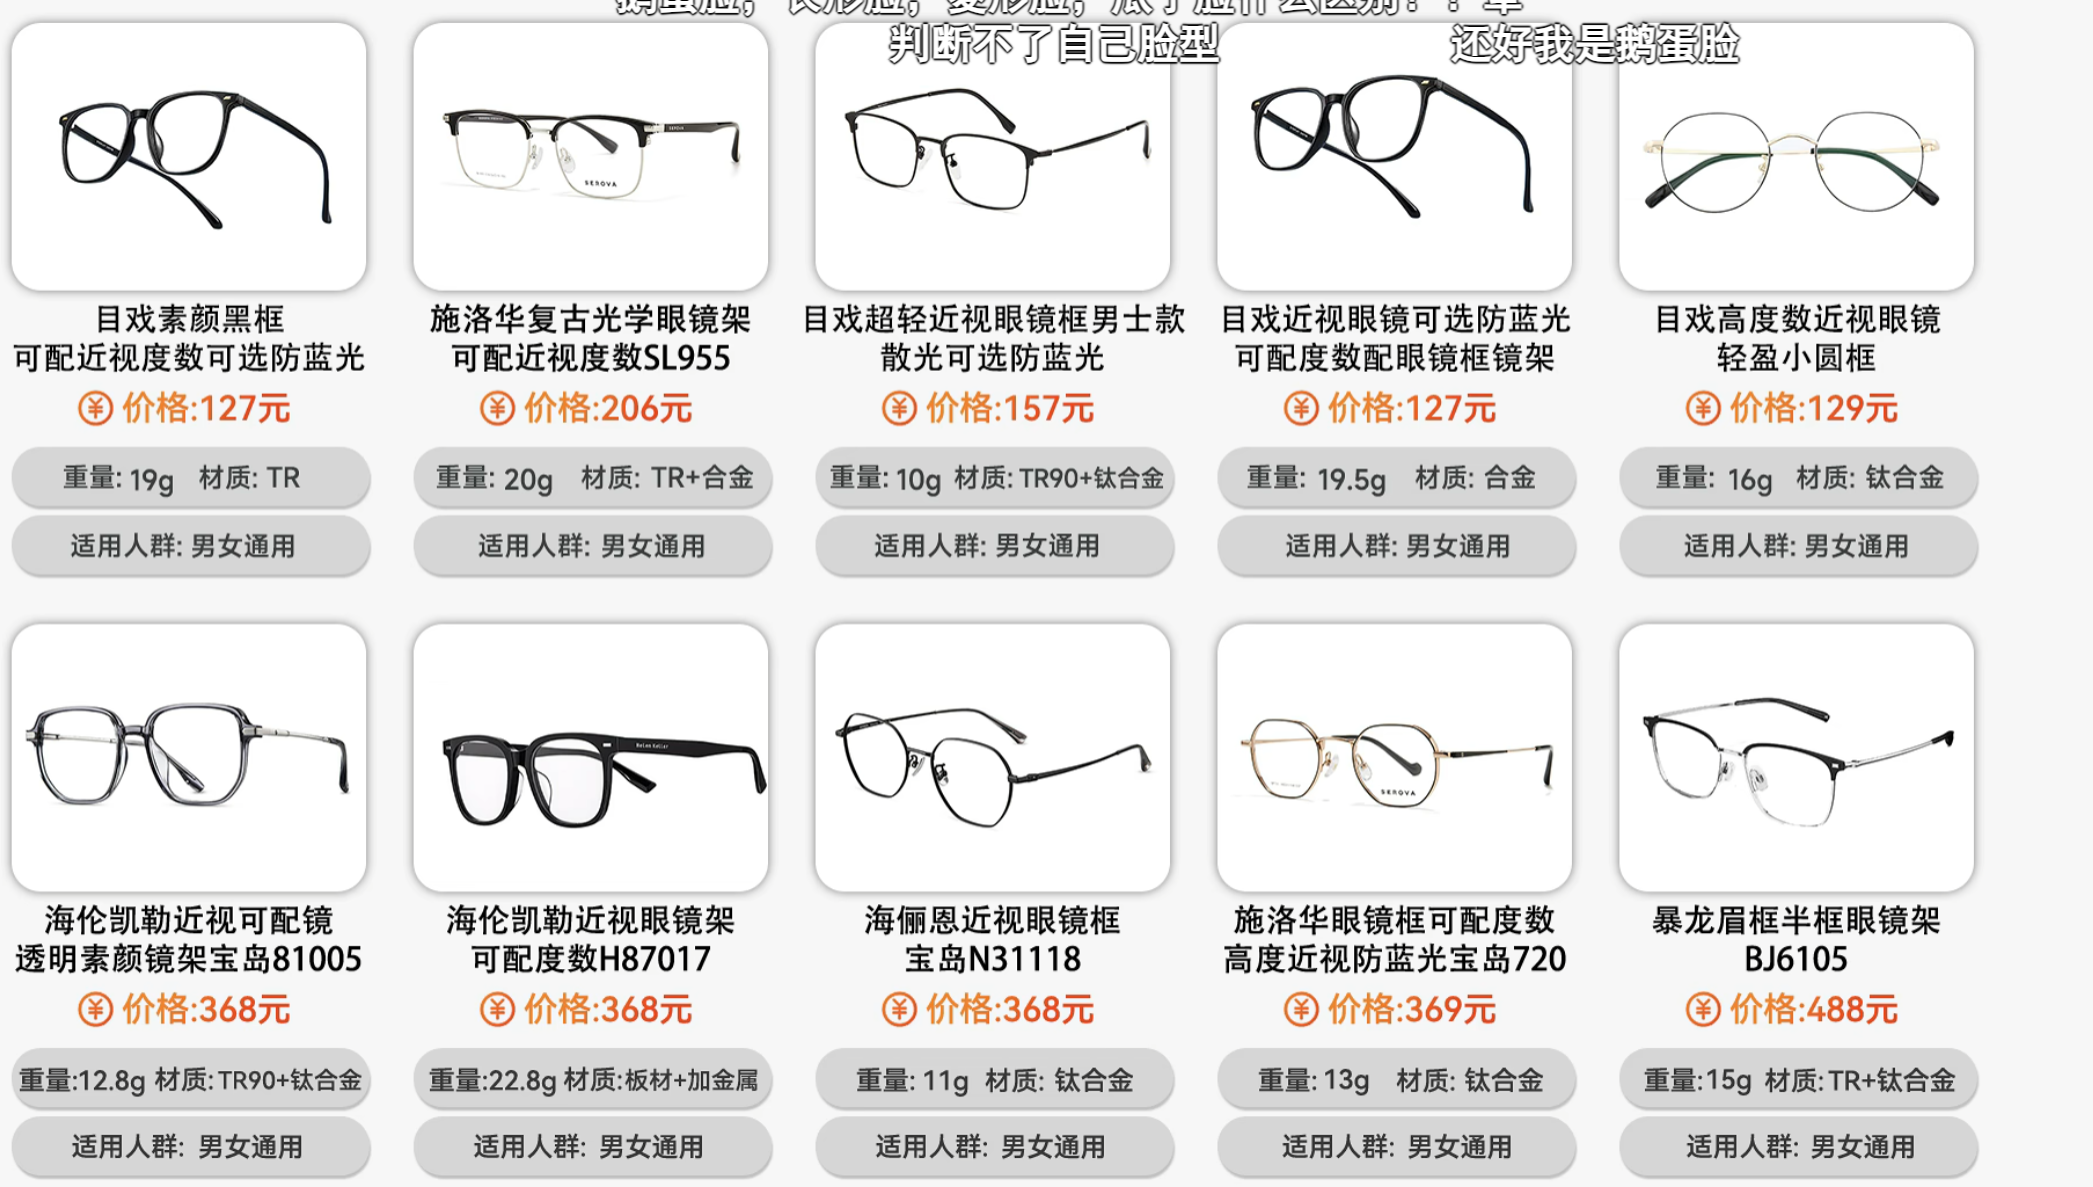 鹅蛋脸，长形脸，菱形脸，瓜子脸什么区别？？晕
判断不了自己脸型
还好我是鹅蛋脸
SEROVA
SEROVA
目戏素颜黑框
可配近视度数可选防蓝光
价格:127元
重量: 19g 材质: TR
适用人群: 男女通用
施洛华复古光学眼镜架
可配近视度数SL955
价格:206元
重量: 20g 材质: TR+合金
适用人群: 男女通用
目戏超轻近视眼镜框男士款
散光可选防蓝光
价格:157元
重量: 10g 材质: TR90+钛合金
适用人群: 男女通用
目戏近视眼镜可选防蓝光
可配度数配眼镜框镜架
价格:127元
重量: 19.5g 材质: 合金
适用人群: 男女通用
目戏高度数近视眼镜
轻盈小圆框
价格:129元
重量: 16g 材质: 钛合金
适用人群: 男女通用
海伦凯勒近视可配镜
透明素颜镜架宝岛81005
价格:368元
重量:12.8g 材质:TR90+钛合金
适用人群: 男女通用
Helen Keller
海伦凯勒近视眼镜架
可配度数H87017
价格:368元
重量:22.8g 材质:板材+加金属
适用人群: 男女通用
海俪恩近视眼镜框
宝岛N31118
价格:368元
重量: 11g 材质: 钛合金
适用人群: 男女通用
SEROVA
施洛华眼镜框可配度数
高度近视防蓝光宝岛720
价格:369元
重量: 13g 材质: 钛合金
适用人群: 男女通用
暴龙眉框半框眼镜架
BJ6105
价格:488元
重量:15g 材质:TR+钛合金
适用人群: 男女通用